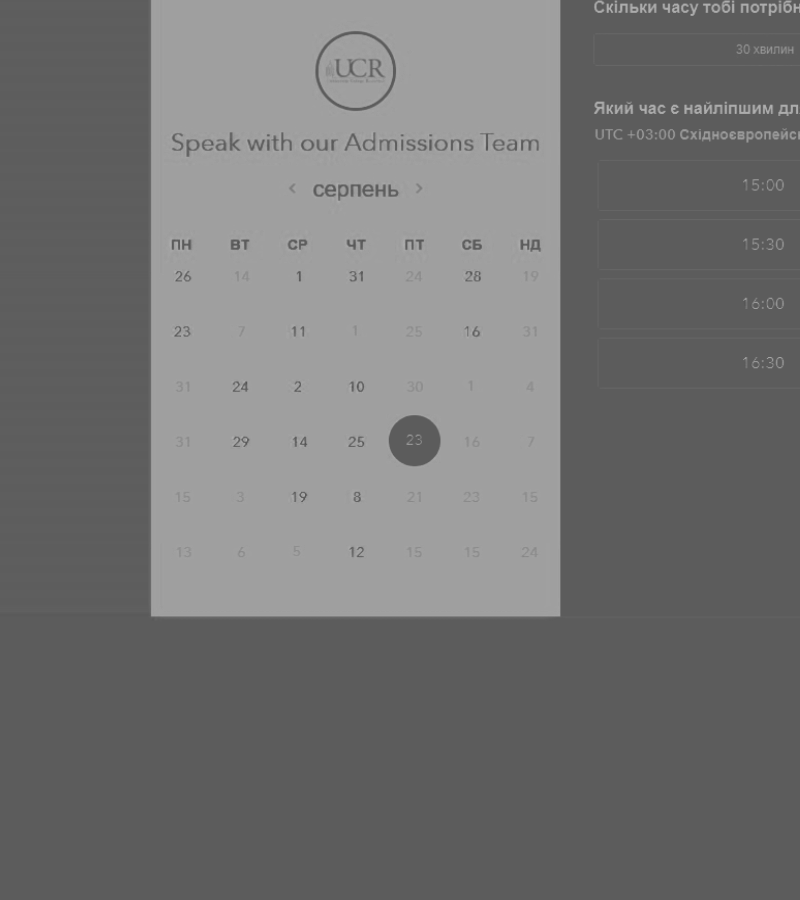 UCR
Speak with our Admissions Team
‹ серпень ›
ПН ВТ СР ЧТ ПТ СБ НД
26 14 1 31 24 28 19
23 7 11 1 25 16 31
31 24 2 10 30 1 4
31 29 14 25 23 16 7
15 3 19 8 21 23 15
13 6 5 12 15 15 24
Скільки часу тобі потрібн
30 хвилин
Який час є найліпшим дл
UTC +03:00 Східноєвропейс
15:00
15:30
16:00
16:30